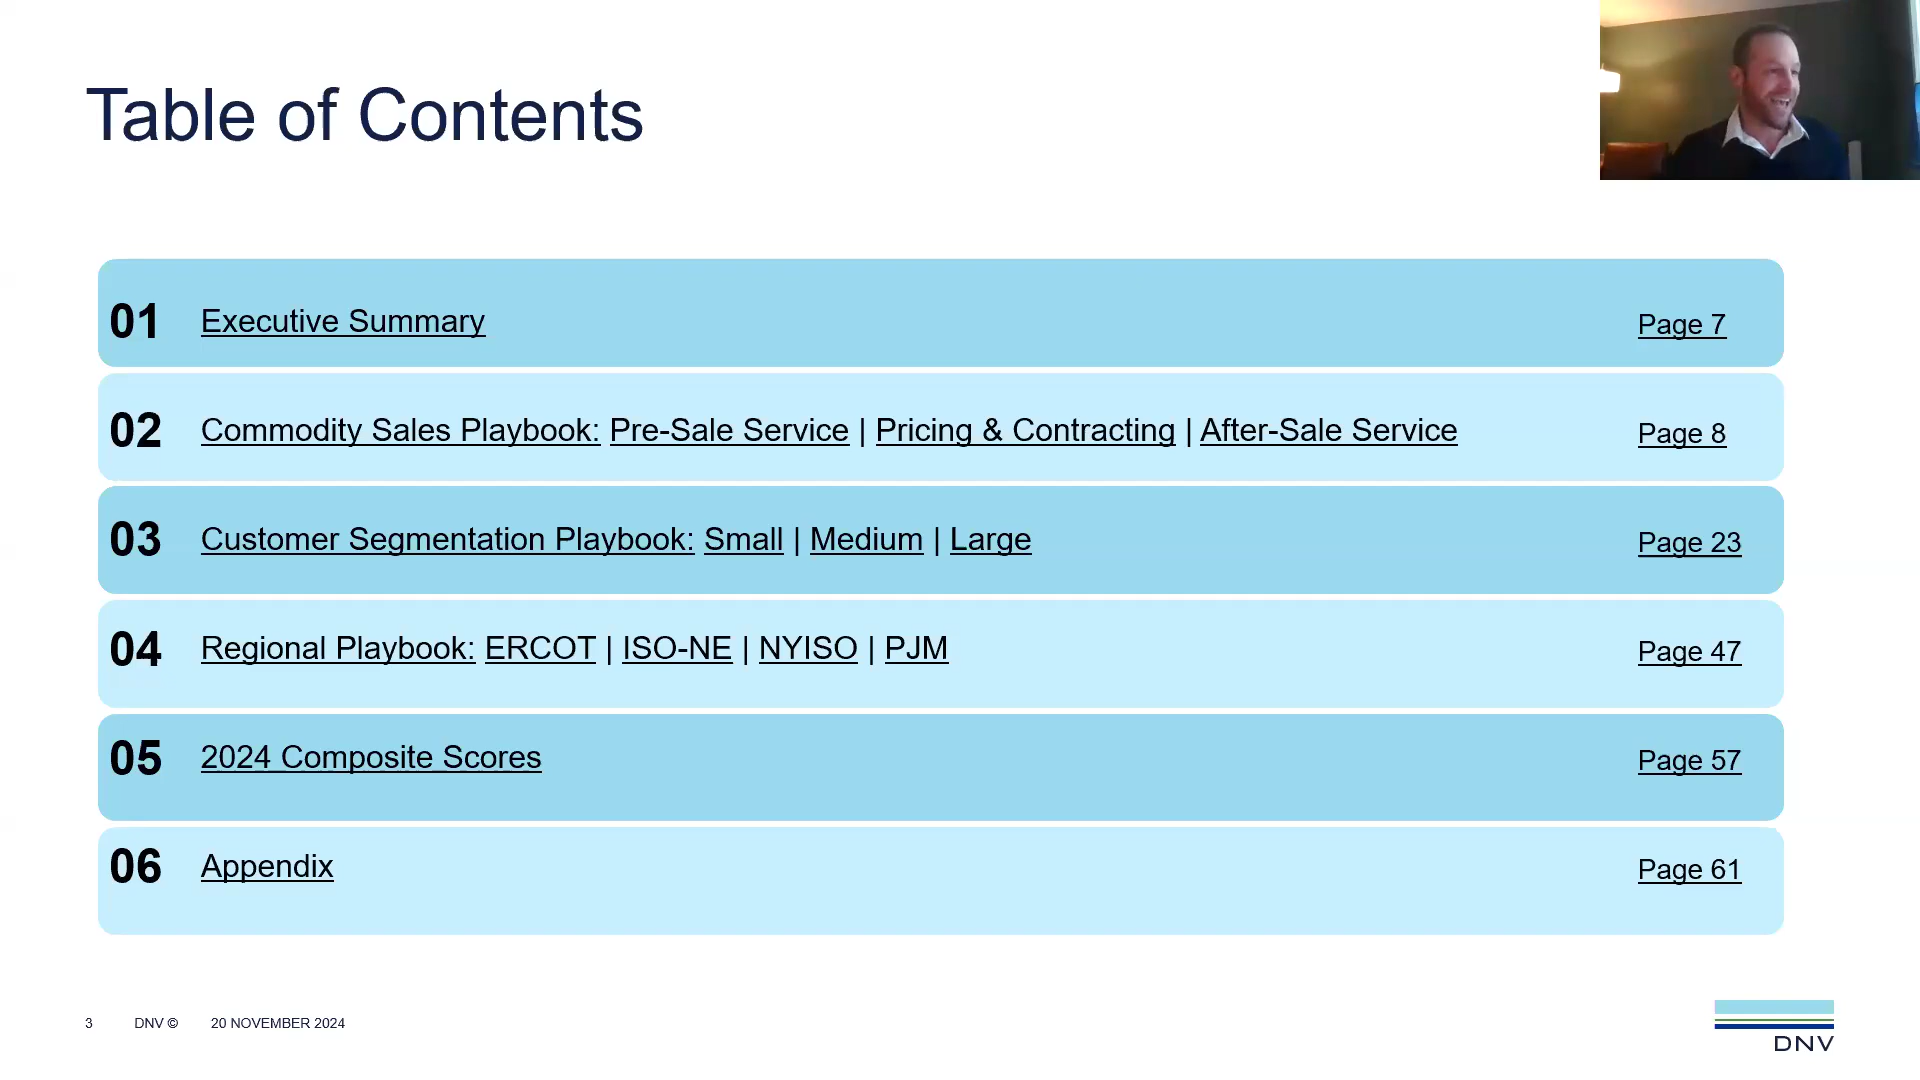 Table of Contents
01 Executive Summary Page 7
02 Commodity Sales Playbook: Pre-Sale Service | Pricing & Contracting | After-Sale Service Page 8
03 Customer Segmentation Playbook: Small | Medium | Large Page 23
04 Regional Playbook: ERCOT | ISO-NE | NYISO | PJM Page 47
05 2024 Composite Scores Page 57
06 Appendix Page 61
3 DNV © 20 NOVEMBER 2024
DNV